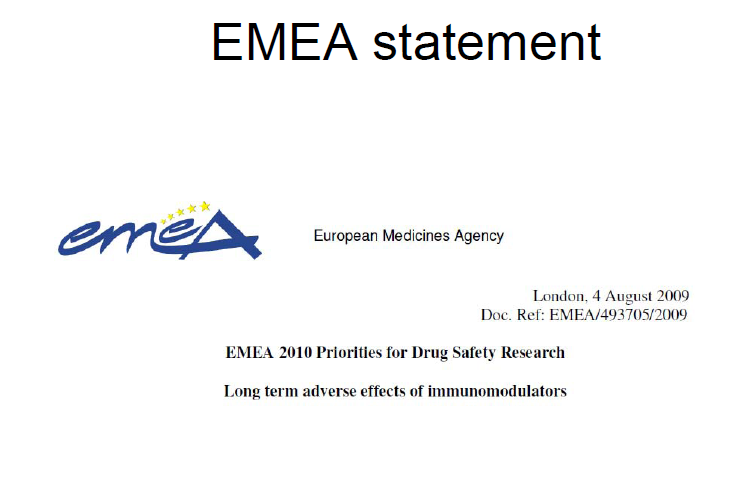 EMEA statement
emeA
European Medicines Agency
London, 4 August 2009
Doc. Ref: EMEA/493705/2009
EMEA 2010 Priorities for Drug Safety Research
Long term adverse effects of immunomodulators